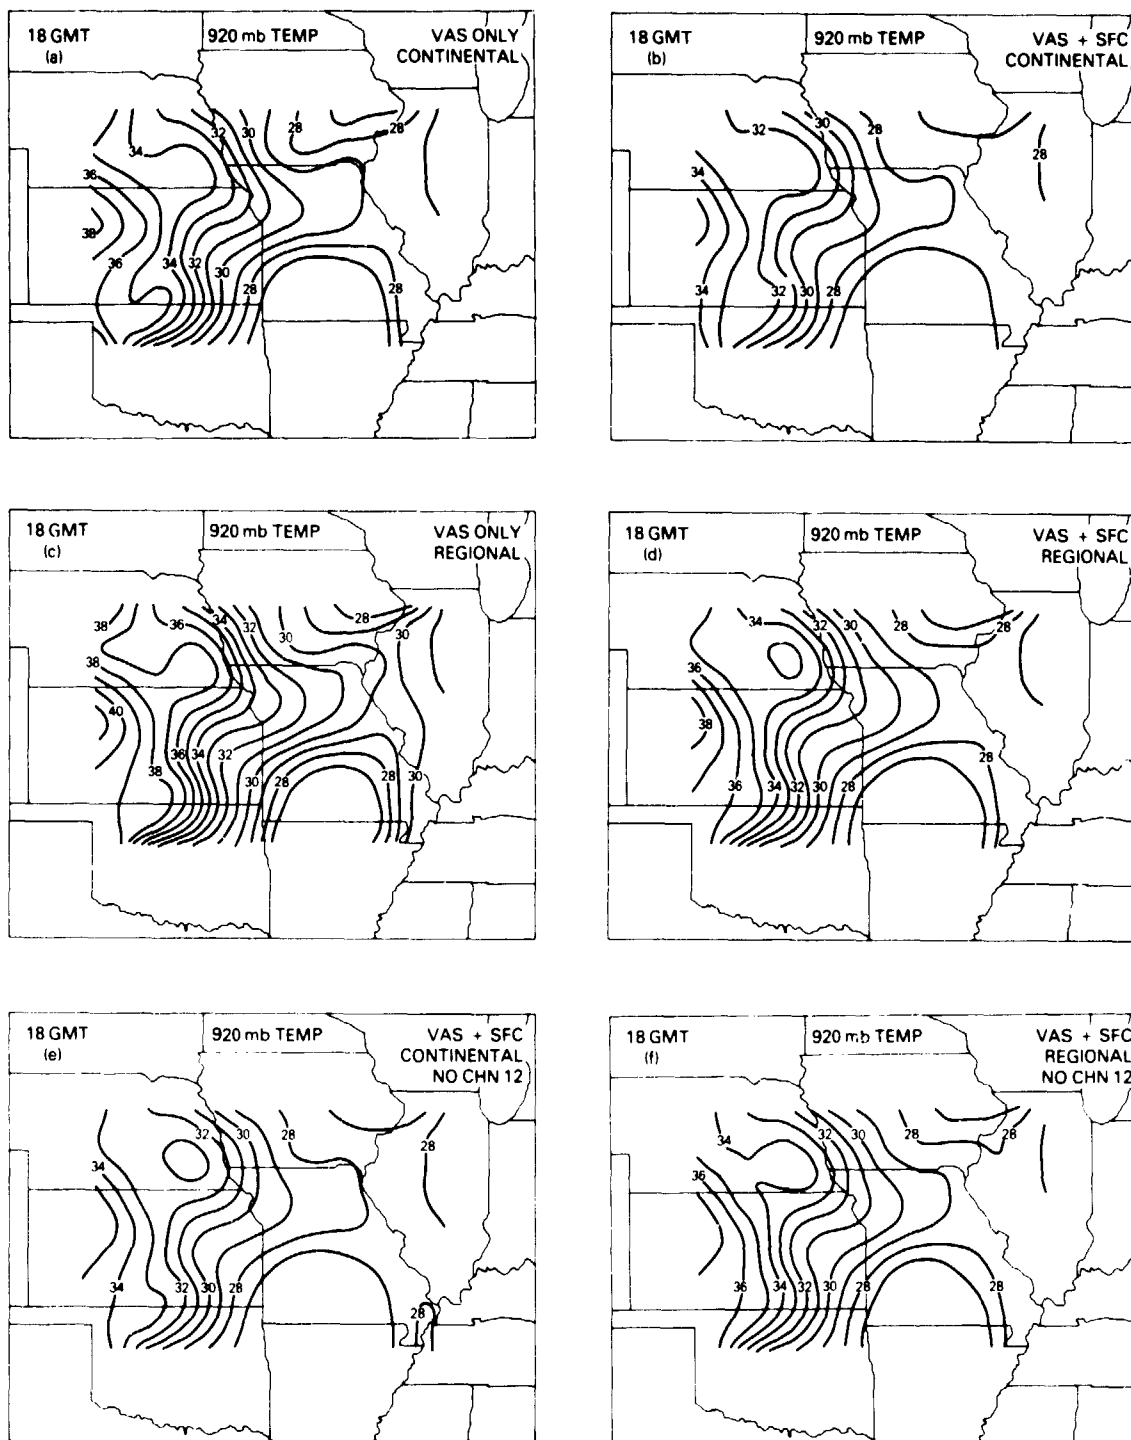 18 GMT
(a)
920 mb TEMP
VAS ONLY
CONTINENTAL
32
30
28
28
34
36
38
36
34
32
30
28
28
18 GMT
(b)
920 mb TEMP
VAS + SFC
CONTINENTAL
32
30
28
28
34
34
32
30
28
18 GMT
(c)
920 mb TEMP
VAS ONLY
REGIONAL
38
36
34
32
30
28
30
38
40
36
34
32
38
30
28
28
30
18 GMT
(d)
920 mb TEMP
VAS + SFC
REGIONAL
34
32
30
28
28
36
38
36
34
32
30
28
28
18 GMT
(e)
920 mb TEMP
VAS + SFC
CONTINENTAL
NO CHN 12
32
30
28
28
34
34
32
30
28
28
18 GMT
(f)
920 mb TEMP
VAS + SFC
REGIONAL
NO CHN 12
34
32
30
28
28
36
36
34
32
30
28
28